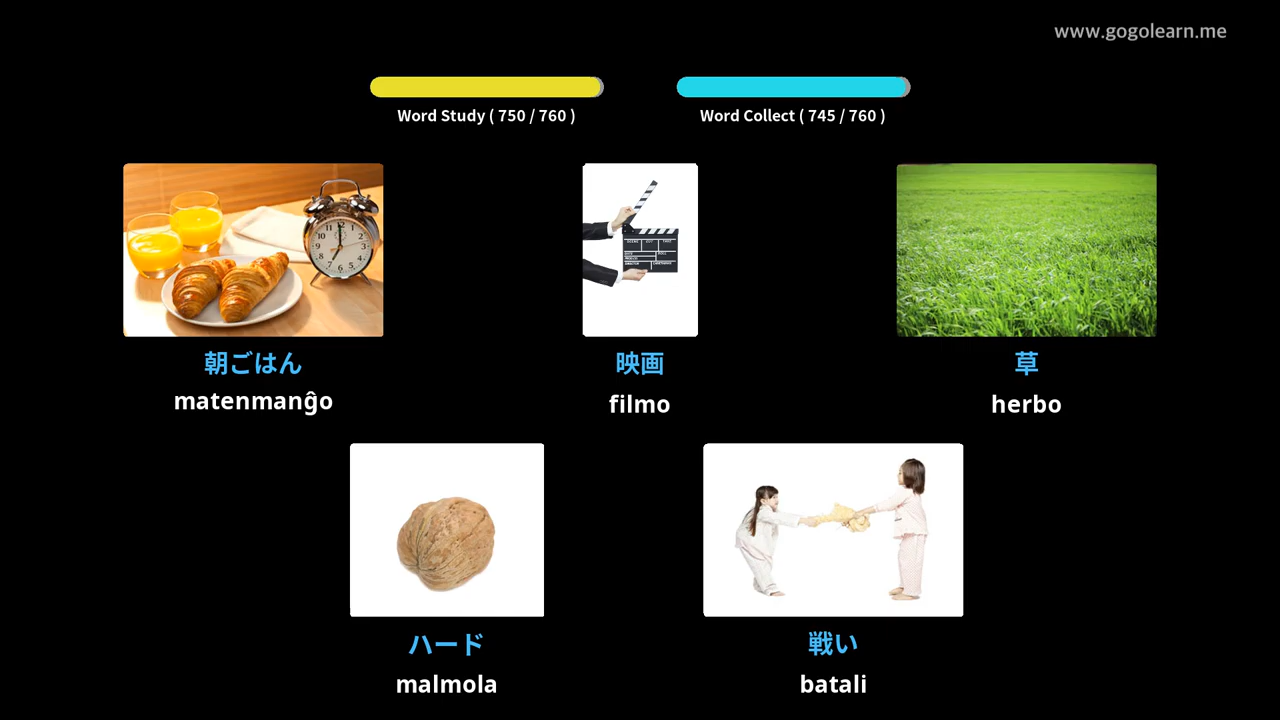 www.gogolearn.me
Word Study ( 750 / 760 )
Word Collect ( 745 / 760 )
朝ごはん
matenmanĝo
映画
filmo
草
herbo
ハード
malmola
戦い
batali